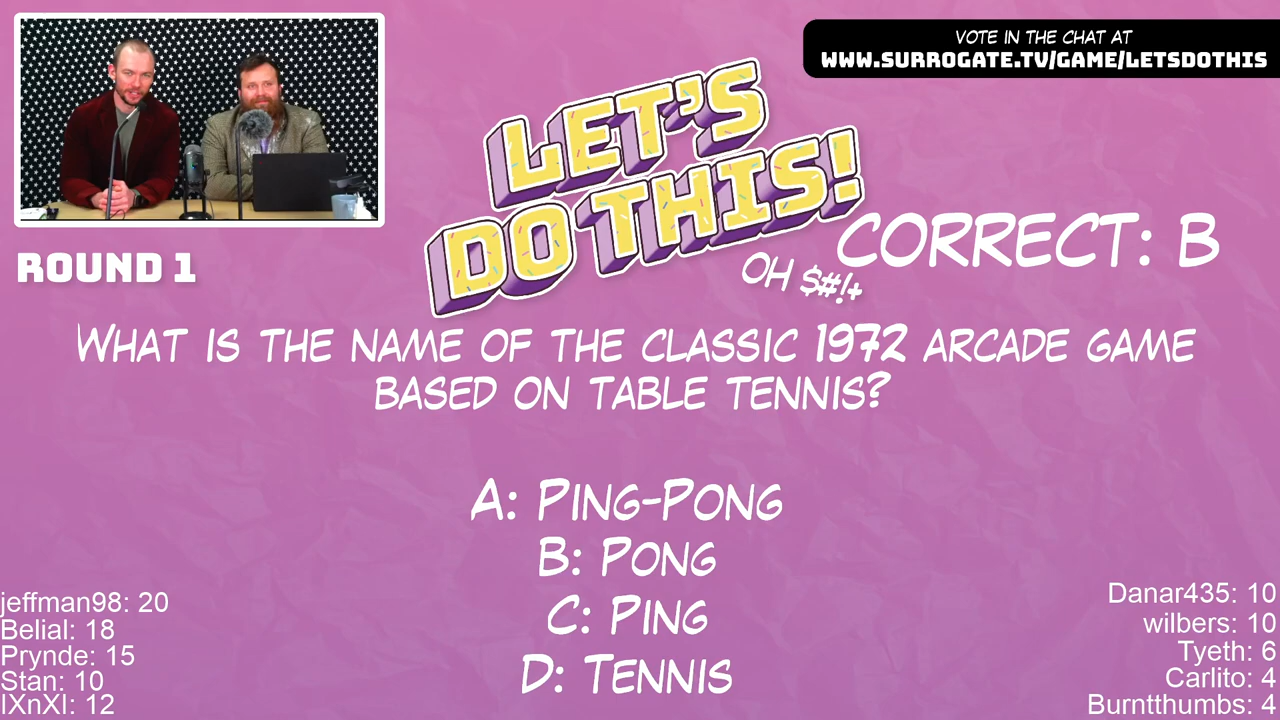 VOTE IN THE CHAT AT
WWW.SURROGATE.TV/GAME/LETSDOTHIS
LET'S
DO THIS!
OH $#!+
CORRECT: B
ROUND 1
WHAT IS THE NAME OF THE CLASSIC 1972 ARCADE GAME
BASED ON TABLE TENNIS?
A: PING-PONG
B: PONG
C: PING
D: TENNIS
jeffman98: 20
Belial: 18
Prynde: 15
Stan: 10
IXnXI: 12
Danar435: 10
wilbers: 10
Tyeth: 6
Carlito: 4
Burntthumbs: 4